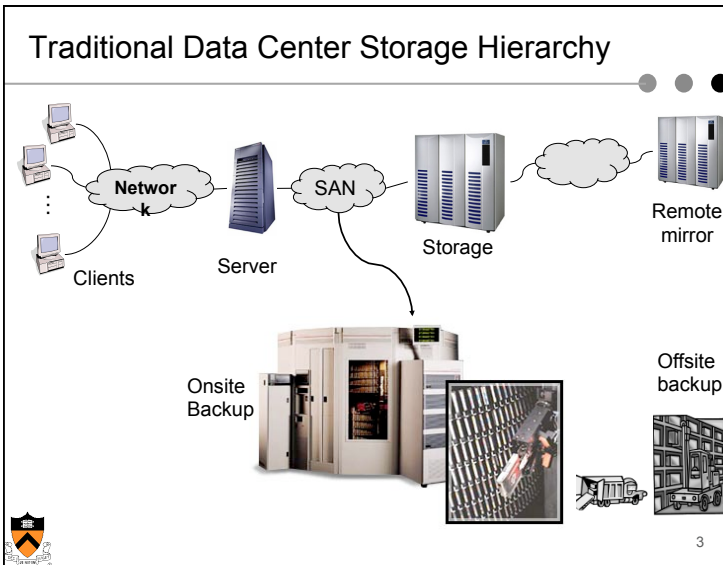 Traditional Data Center Storage Hierarchy
Networ
k
SAN
Clients
Server
Storage
Remote
mirror
Onsite
Backup
Offsite
backup
3